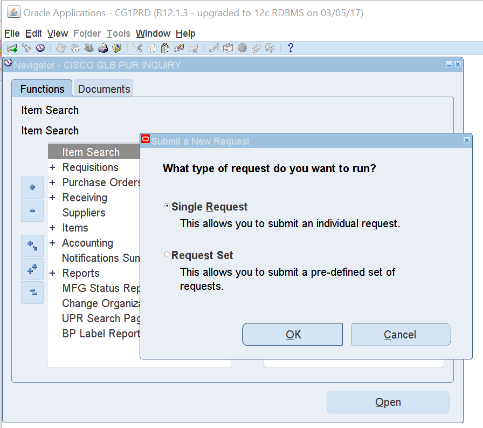 Oracle Applications - CG1PRD (R12.1.3 - upgraded to 12c RDBMS on 03/05/17)
File Edit View Folder Tools Window Help
Navigator - CISCO GLB PUR INQUIRY
Functions Documents
Item Search
Item Search
Item Search
+ Requisitions
+ Purchase Orders
+ Receiving
Suppliers
+ Items
+ Accounting
Notifications Sum
+ Reports
MFG Status Rep
Change Organiza
UPR Search Pag
BP Label Report
Submit a New Request
What type of request do you want to run?
Single Request
This allows you to submit an individual request.
Request Set
This allows you to submit a pre-defined set of
requests.
OK Cancel
Open